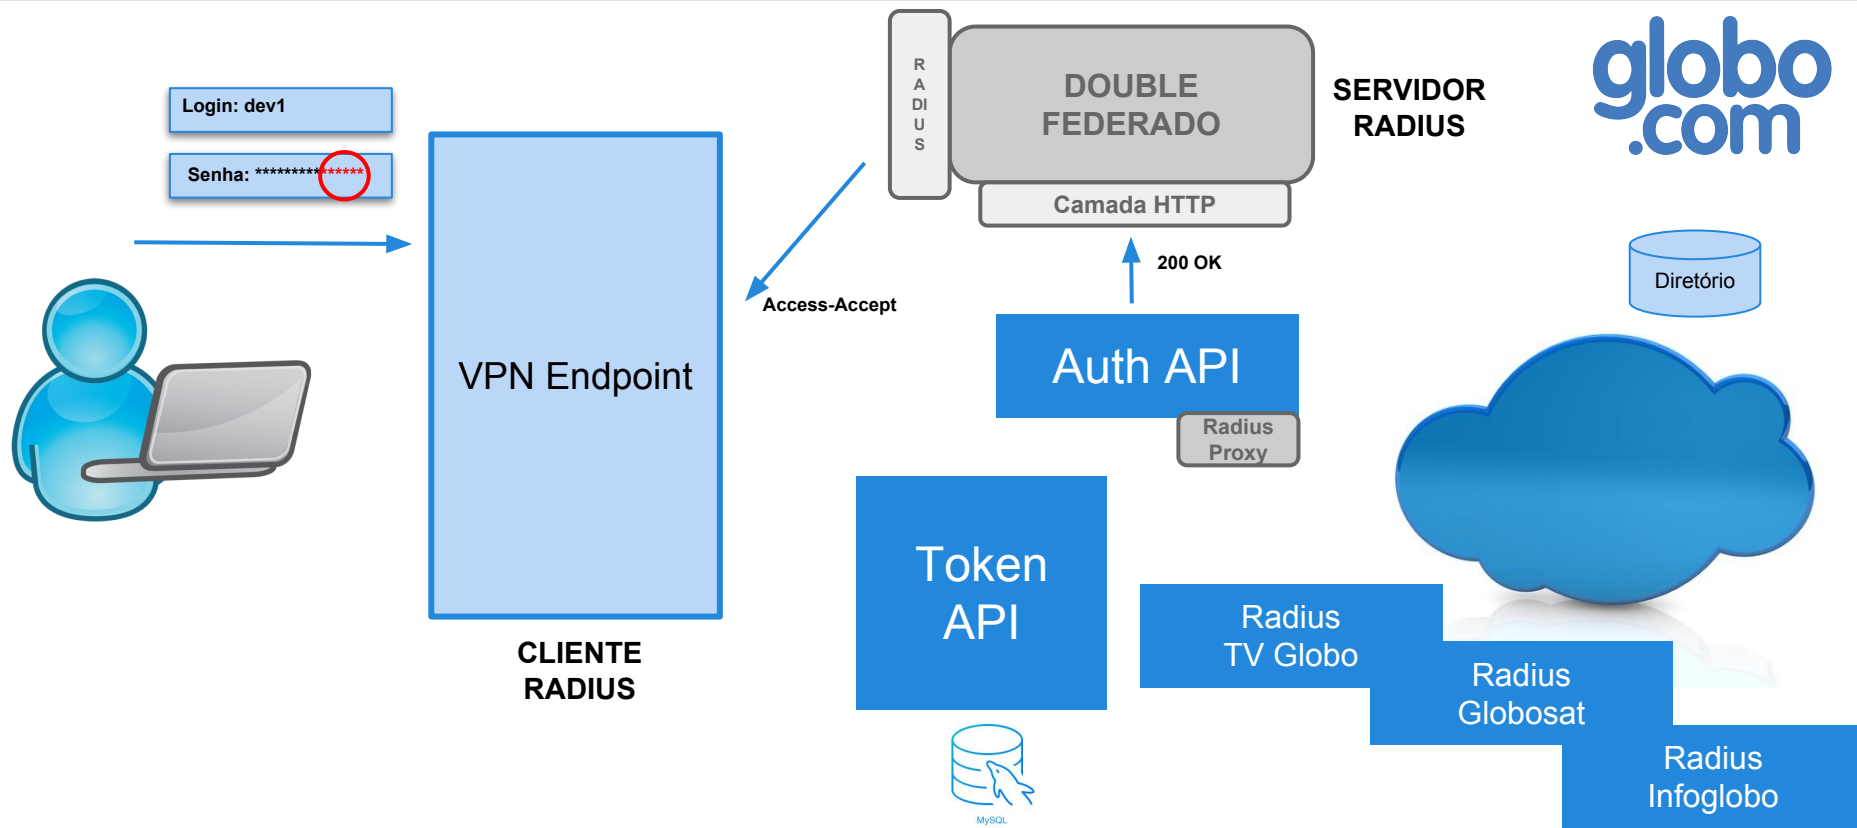 Login: dev1
Senha: ******************
VPN Endpoint
CLIENTE
RADIUS
R
A
DI
U
S
DOUBLE
FEDERADO
Camada HTTP
SERVIDOR
RADIUS
globo
.com
200 OK
Access-Accept
Auth API
Radius
Proxy
Diretório
Token
API
MySQL
Radius
TV Globo
Radius
Globosat
Radius
Infoglobo